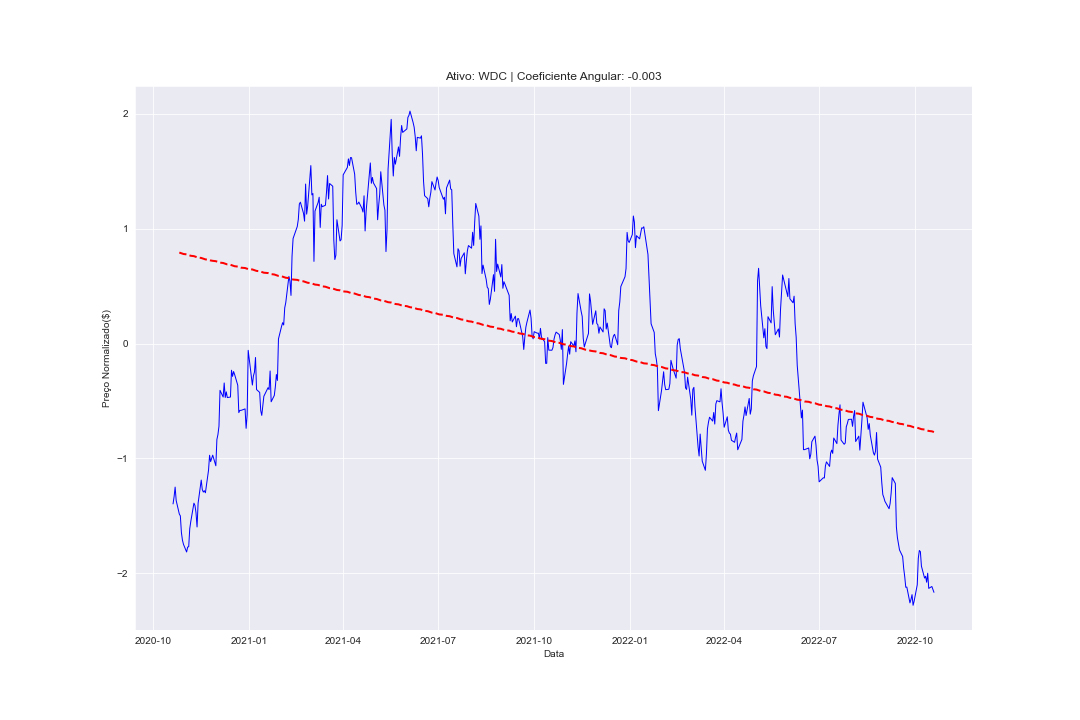 Ativo: WDC | Coeficiente Angular: -0.003
Preço Normalizado($)
2
1
0
−1
−2
2020-10 2021-01 2021-04 2021-07 2021-10 2022-01 2022-04 2022-07 2022-10
Data